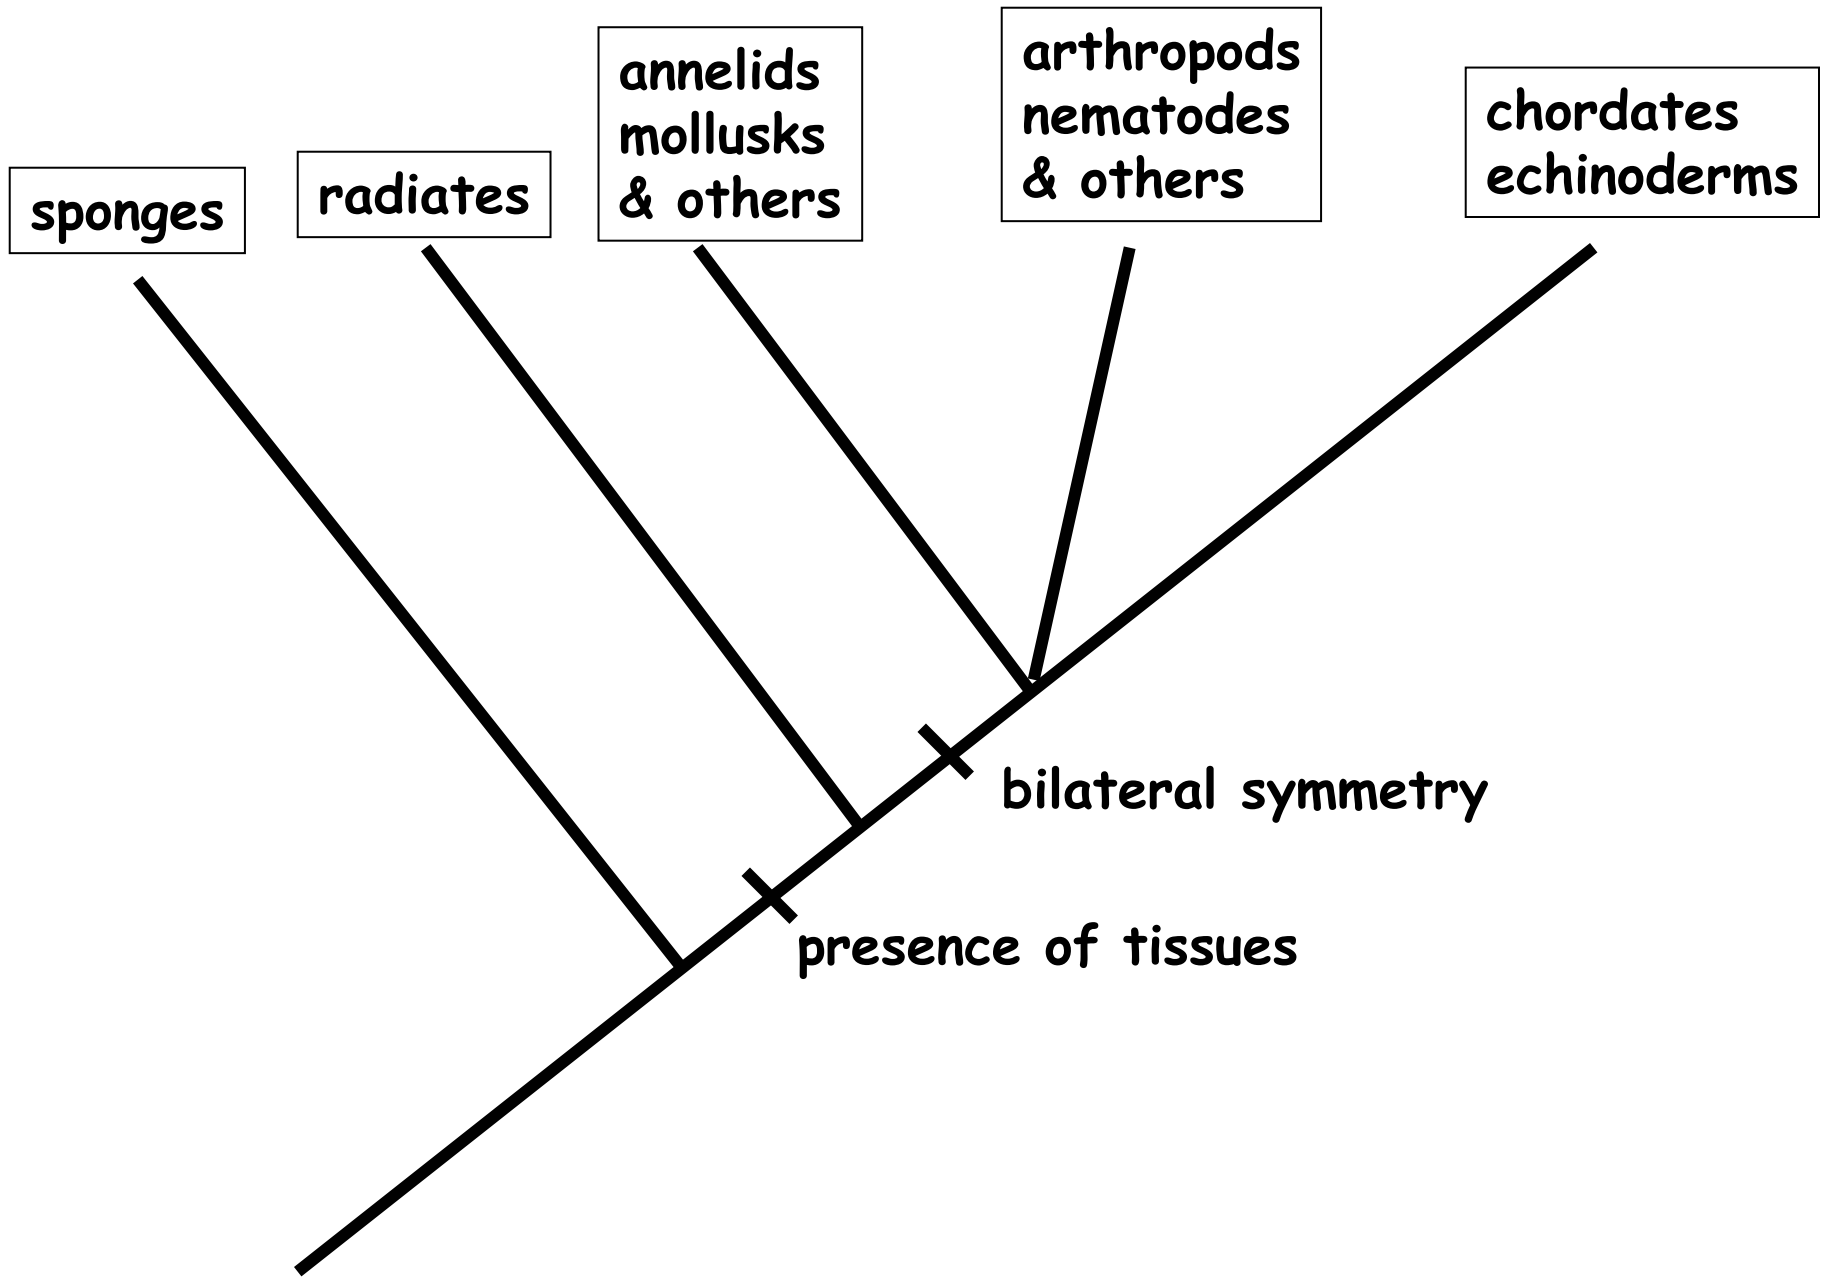 sponges
radiates
annelids
mollusks
& others
arthropods
nematodes
& others
chordates
echinoderms
bilateral symmetry
presence of tissues